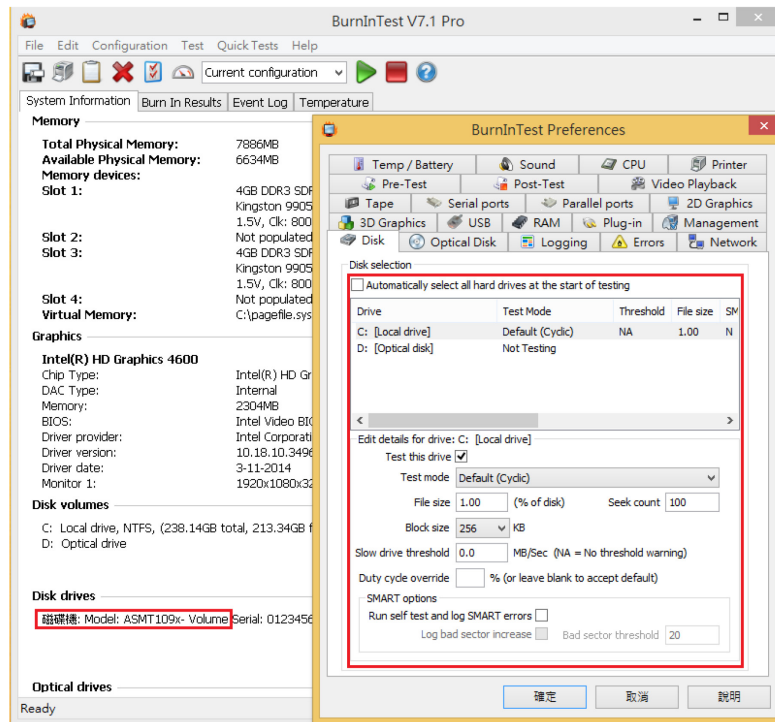 BurnInTest V7.1 Pro
File Edit Configuration Test Quick Tests Help
Current configuration
System Information Burn In Results Event Log Temperature
Memory
Total Physical Memory: 7886MB
Available Physical Memory: 6634MB
Memory devices:
Slot 1: 4GB DDR3 SDR
Kingston 9905
1.5V, Clk: 800
Slot 2: Not populated
Slot 3: 4GB DDR3 SDR
Kingston 9905
1.5V, Clk: 800
Slot 4: Not populated
Virtual Memory: C:\pagefile.sys
Graphics
Intel(R) HD Graphics 4600
Chip Type: Intel(R) HD Gr
DAC Type: Internal
Memory: 2304MB
BIOS: Intel Video BIO
Driver provider: Intel Corporati
Driver version: 10.18.10.3496
Driver date: 3-11-2014
Monitor 1: 1920x1080x32
Disk volumes
C: Local drive, NTFS, (238.14GB total, 213.34GB f
D: Optical drive
Disk drives
磁碟機: Model: ASMT109x- Volume Serial: 0123456
Optical drives
Ready
BurnInTest Preferences
Temp / Battery Sound CPU Printer
Pre-Test Post-Test Video Playback
Tape Serial ports Parallel ports 2D Graphics
3D Graphics USB RAM Plug-in Management
Disk Optical Disk Logging Errors Network
Disk selection
Automatically select all hard drives at the start of testing
Drive Test Mode Threshold File size SM
C: [Local drive] Default (Cyclic) NA 1.00 N
D: [Optical disk] Not Testing
Edit details for drive: C: [Local drive]
Test this drive
Test mode Default (Cyclic)
File size 1.00 (% of disk) Seek count 100
Block size 256 KB
Slow drive threshold 0.0 MB/Sec (NA = No threshold warning)
Duty cycle override % (or leave blank to accept default)
SMART options
Run self test and log SMART errors
Log bad sector increase Bad sector threshold 20
確定 取消 說明